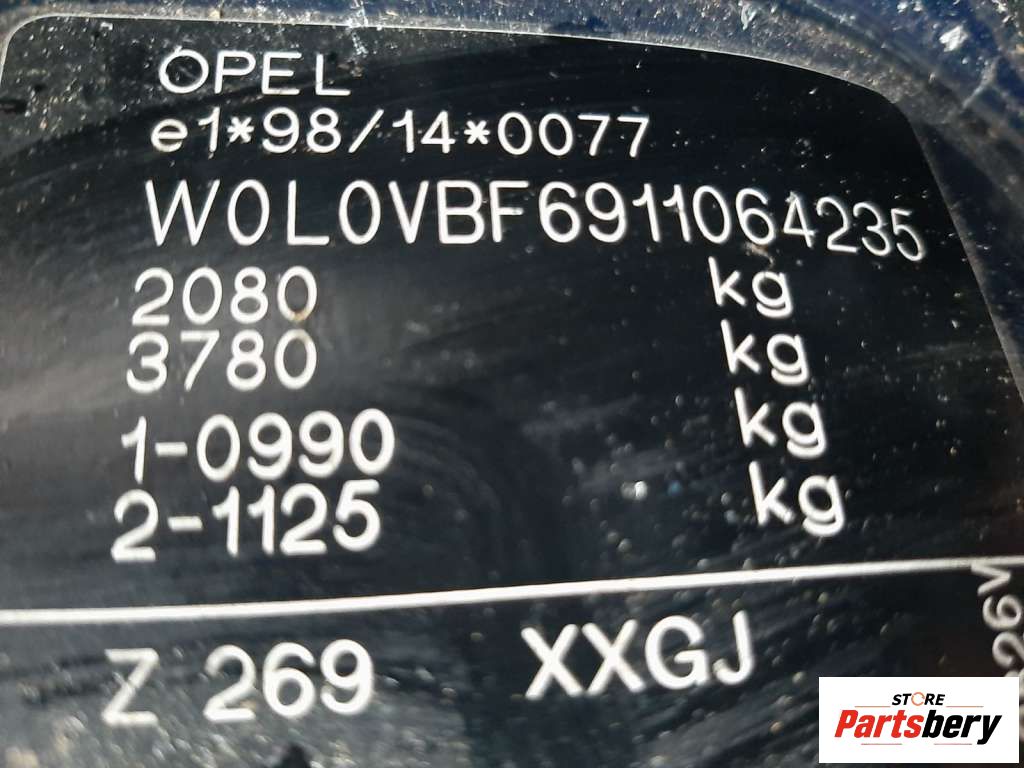 OPEL
e1*98/14*0077
W0L0VBF6911064235
2080 kg
3780 kg
1-0990 kg
2-1125 kg
Z 269 XXGJ
26V
STORE
Partsbery